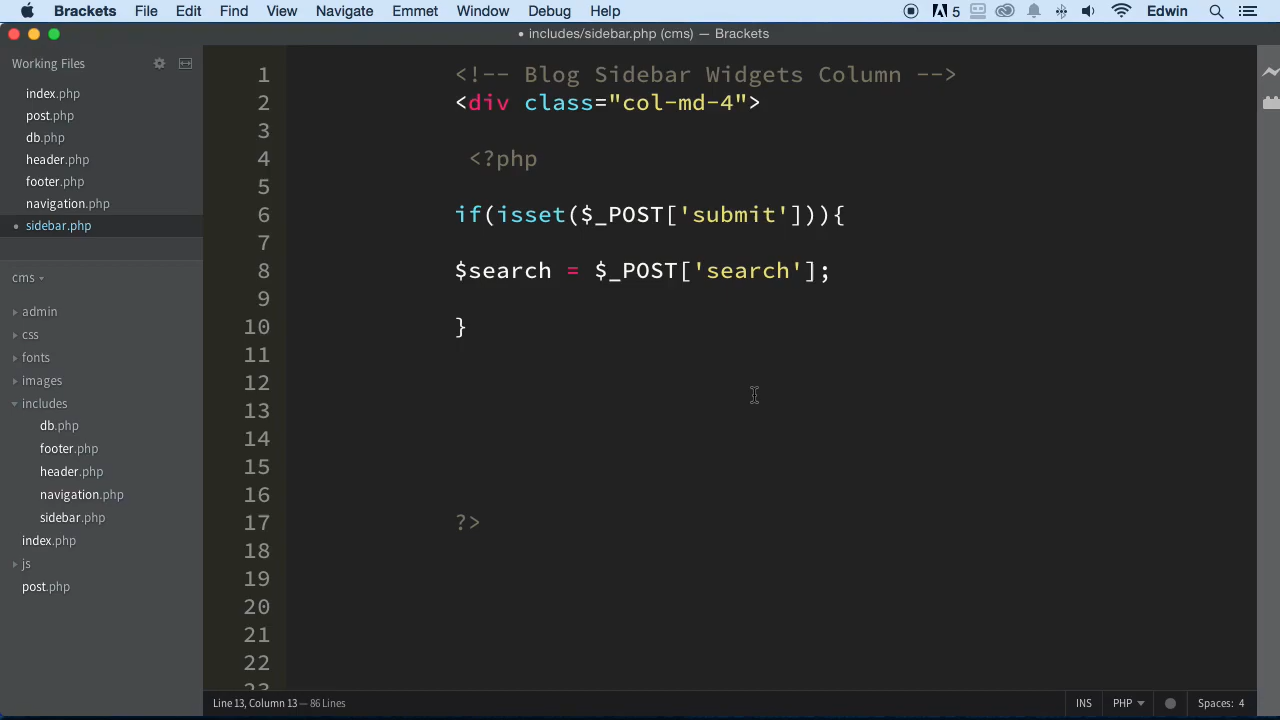 Brackets File Edit Find View Navigate Emmet Window Debug Help 5 Edwin
• includes/sidebar.php (cms) — Brackets
Working Files
index.php
post.php
db.php
header.php
footer.php
navigation.php
• sidebar.php
cms
admin
css
fonts
images
includes
db.php
footer.php
header.php
navigation.php
sidebar.php
index.php
js
post.php
1 <!-- Blog Sidebar Widgets Column -->
2 <div class="col-md-4">
3
4 <?php
5
6 if(isset($_POST['submit'])){
7
8 $search = $_POST['search'];
9
10 }
11
12
13
14
15
16
17 ?>
18
19
20
21
22
23
Line 13, Column 13 — 86 Lines INS PHP Spaces: 4